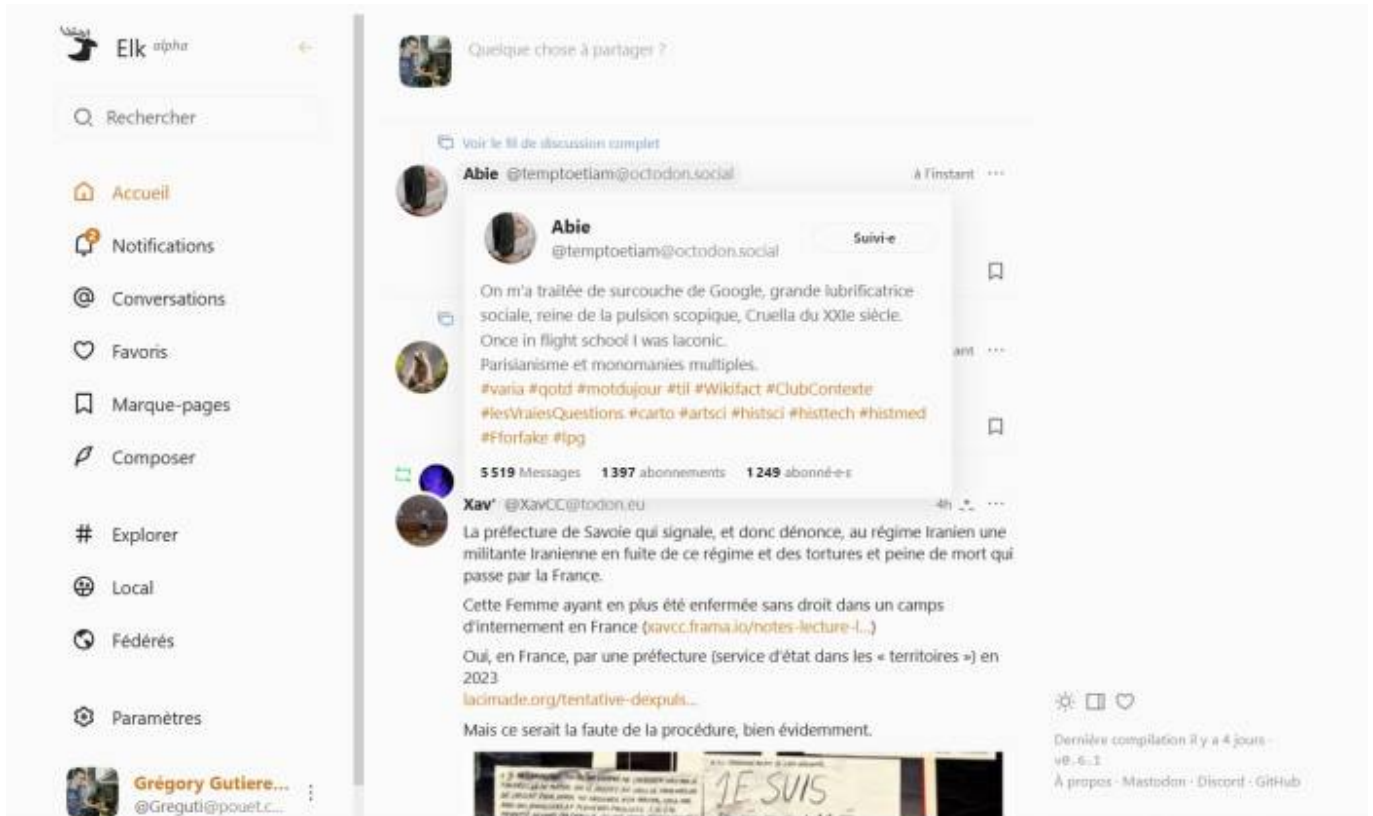 Elk alpha
Rechercher
Accueil
2
Notifications
Conversations
Favoris
Marque-pages
Composer
Explorer
Local
Fédérés
Paramètres
Grégory Gutiere...
@Greguti@pouet.c...
Quelque chose à partager ?
Voir le fil de discussion complet
Abie @temptoetiam@octodon.social à l'instant
Abie
@temptoetiam@octodon.social
Suivi·e
On m'a traitée de surcouche de Google, grande lubrificatrice
sociale, reine de la pulsion scopique, Cruella du XXIe siècle.
Once in flight school I was laconic.
Parisianisme et monomanies multiples.
#varia #qotd #motdujour #til #Wikifact #ClubContexte
#lesVraiesQuestions #carto #artsci #histsci #histtech #histmed
#Fforfake #lpg
5 519 Messages 1 397 abonnements 1 249 abonné·e·s
ant
Xav' @XavCC@todon.eu 4h
La préfecture de Savoie qui signale, et donc dénonce, au régime Iranien une
militante Iranienne en fuite de ce régime et des tortures et peine de mort qui
passe par la France.
Cette Femme ayant en plus été enfermée sans droit dans un camps
d'internement en France (xavcc.frama.io/notes-lecture-l...)
Oui, en France, par une préfecture (service d'état dans les « territoires ») en
2023
lacimade.org/tentative-dexpuls...
Mais ce serait la faute de la procédure, bien évidemment.
JE SUIS
Dernière compilation il y a 4 jours ·
v0.6.1
À propos · Mastodon · Discord · GitHub